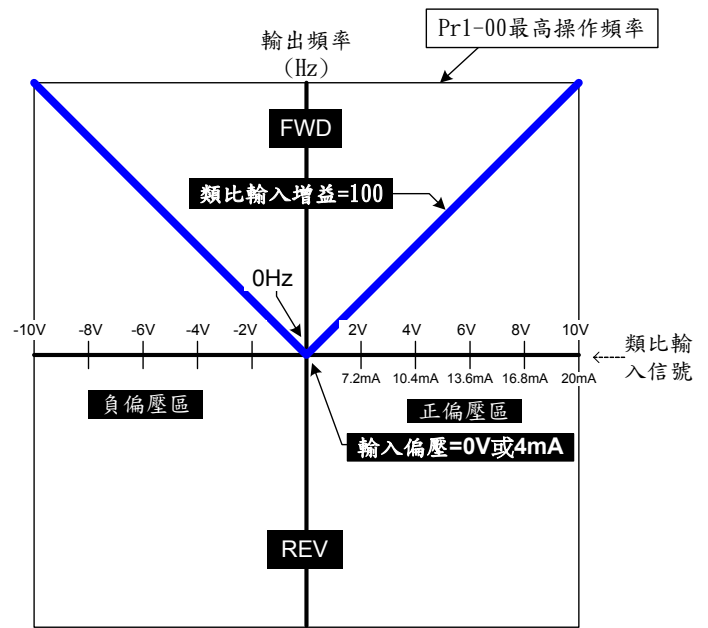 Pr1-00最高操作頻率
輸出頻率
(Hz)
FWD
類比輸入增益=100
0Hz
-10V -8V -6V -4V -2V 2V 4V 6V 8V 10V
類比輸
入信號
7.2mA 10.4mA 13.6mA 16.8mA 20mA
負偏壓區
正偏壓區
輸入偏壓=0V或4mA
REV